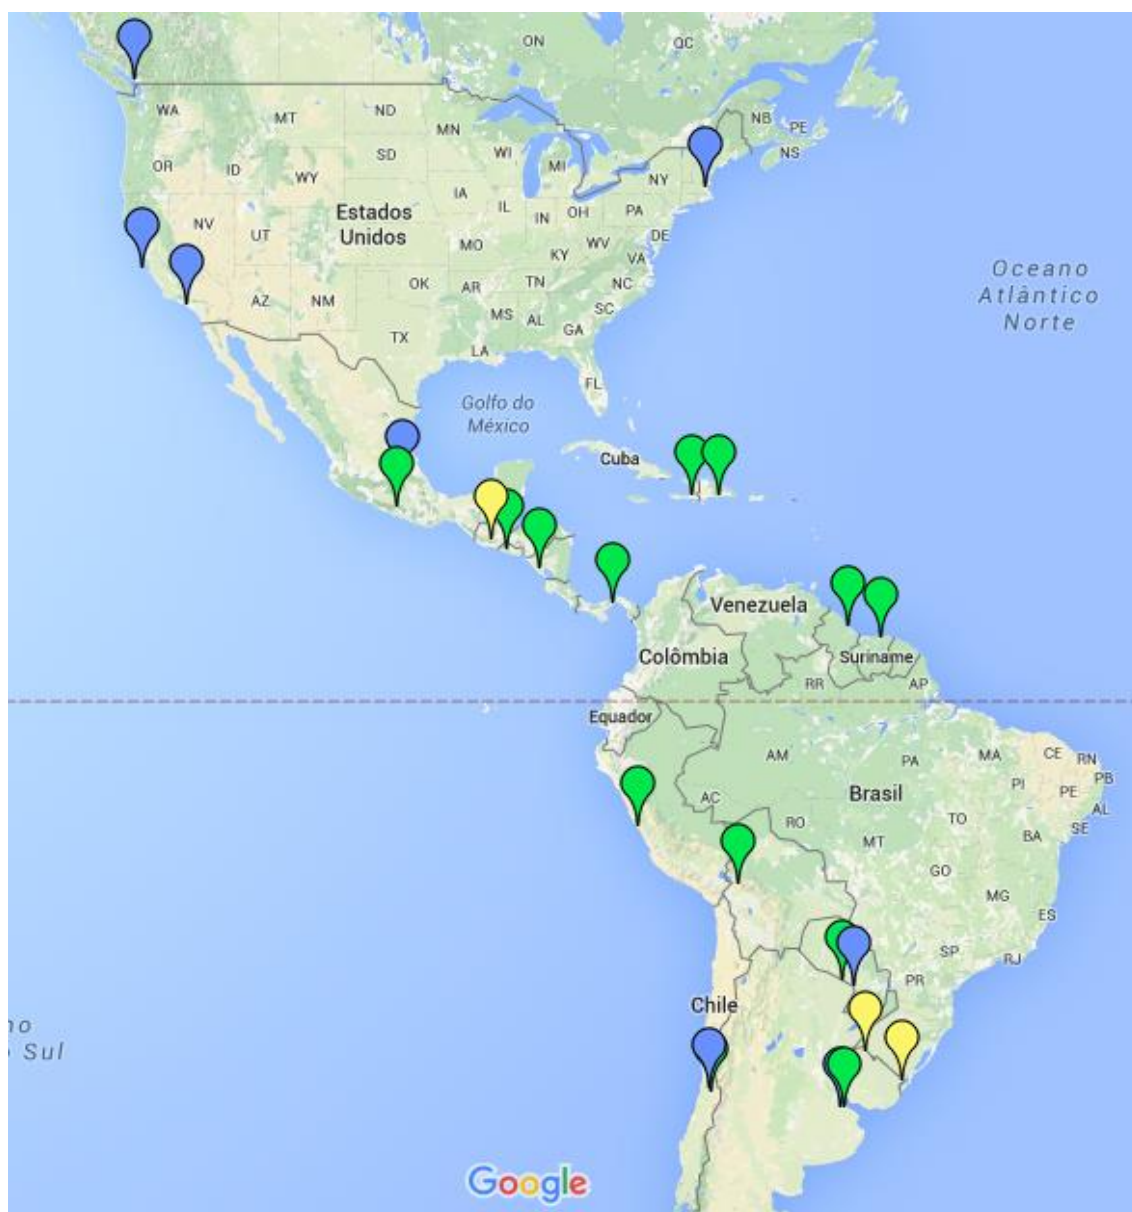 ON
QC
WA
MT
ND
MN
NB
PE
NS
OR
ID
WY
SD
WI
MI
NY
IA
NV
UT
Estados
Unidos
IL
IN
OH
PA
MO
KY
WV
DE
VA
AZ
NM
OK
AR
TN
NC
MS
AL
SC
GA
TX
LA
FL
Oceano
Atlântico
Norte
Golfo do
México
Cuba
Venezuela
Colômbia
Suriname
RR
AP
Equador
AM
PA
MA
CE
RN
PB
PI
PE
AL
SE
AC
Brasil
RO
TO
BA
MT
GO
MG
ES
SP
RJ
PR
Chile
no
Sul
Google